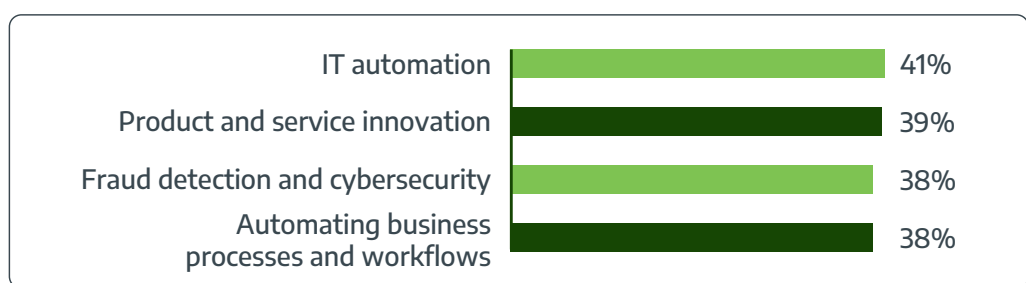 IT automation 41%
Product and service innovation 39%
Fraud detection and cybersecurity 38%
Automating business
processes and workflows 38%